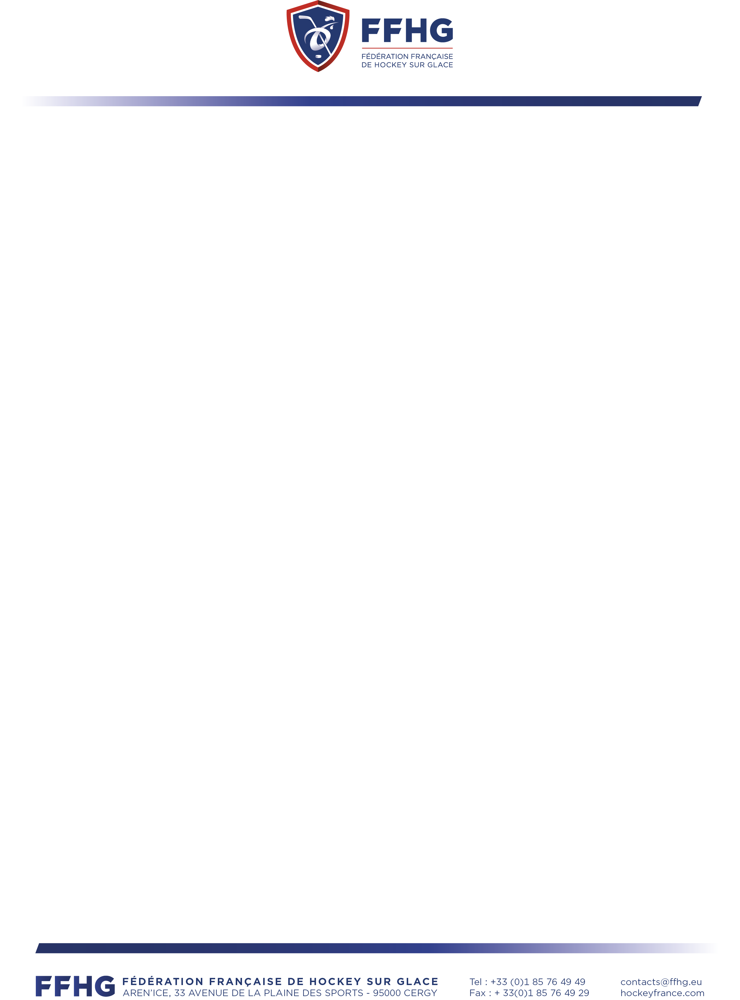 FFHG
FÉDÉRATION FRANÇAISE
DE HOCKEY SUR GLACE
FFHG
FÉDÉRATION FRANÇAISE DE HOCKEY SUR GLACE
AREN’ICE, 33 AVENUE DE LA PLAINE DES SPORTS - 95000 CERGY
Tel : +33 (0)1 85 76 49 49
Fax : + 33(0)1 85 76 49 29
contacts@ffhg.eu
hockeyfrance.com